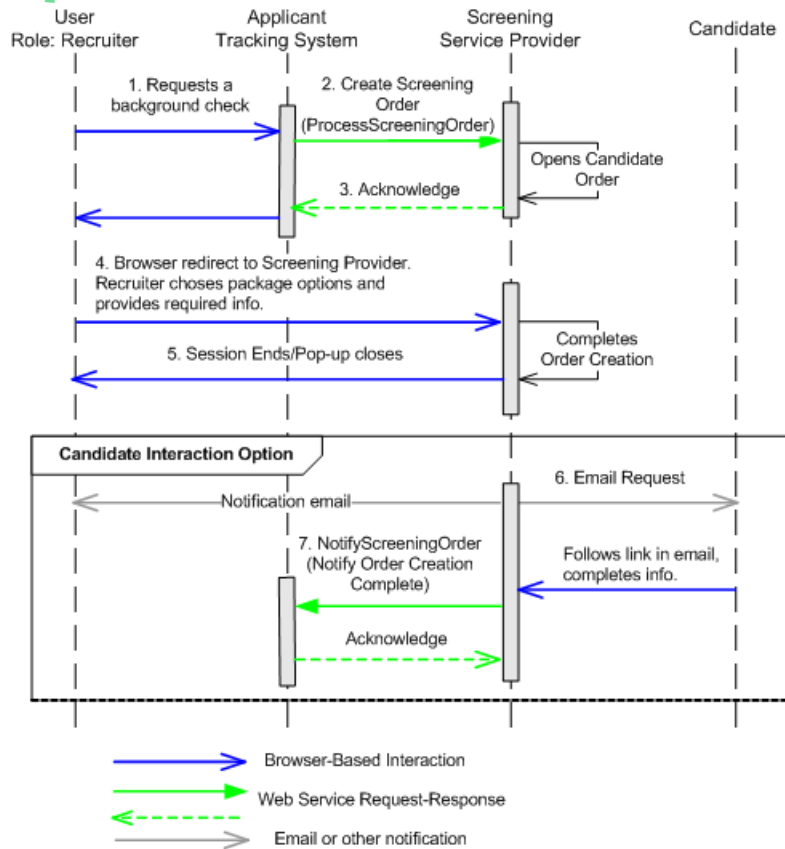 User
Role: Recruiter
Applicant
Tracking System
Screening
Service Provider
Candidate
1. Requests a
background check
2. Create Screening
Order
(ProcessScreeningOrder)
Opens Candidate
Order
3. Acknowledge
4. Browser redirect to Screening Provider.
Recruiter choses package options and
provides required info.
Completes
Order Creation
5. Session Ends/Pop-up closes
Candidate Interaction Option
6. Email Request
Notification email
7. NotifyScreeningOrder
(Notify Order Creation
Complete)
Follows link in email,
completes info.
Acknowledge
Browser-Based Interaction
Web Service Request-Response
Email or other notification